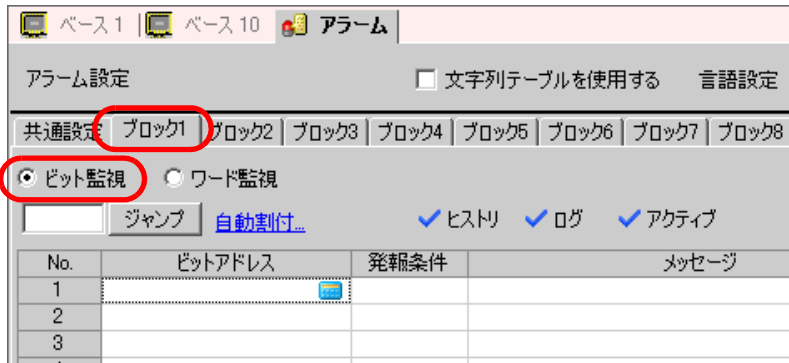 ベース1 ベース10 アラーム
アラーム設定 文字列テーブルを使用する 言語設定
共通設定 ブロック1 ブロック2 ブロック3 ブロック4 ブロック5 ブロック6 ブロック7 ブロック8
ビット監視 ワード監視
ジャンプ 自動割付... ヒストリ ログ アクティブ
No. ビットアドレス 発報条件 メッセージ
1
2
3